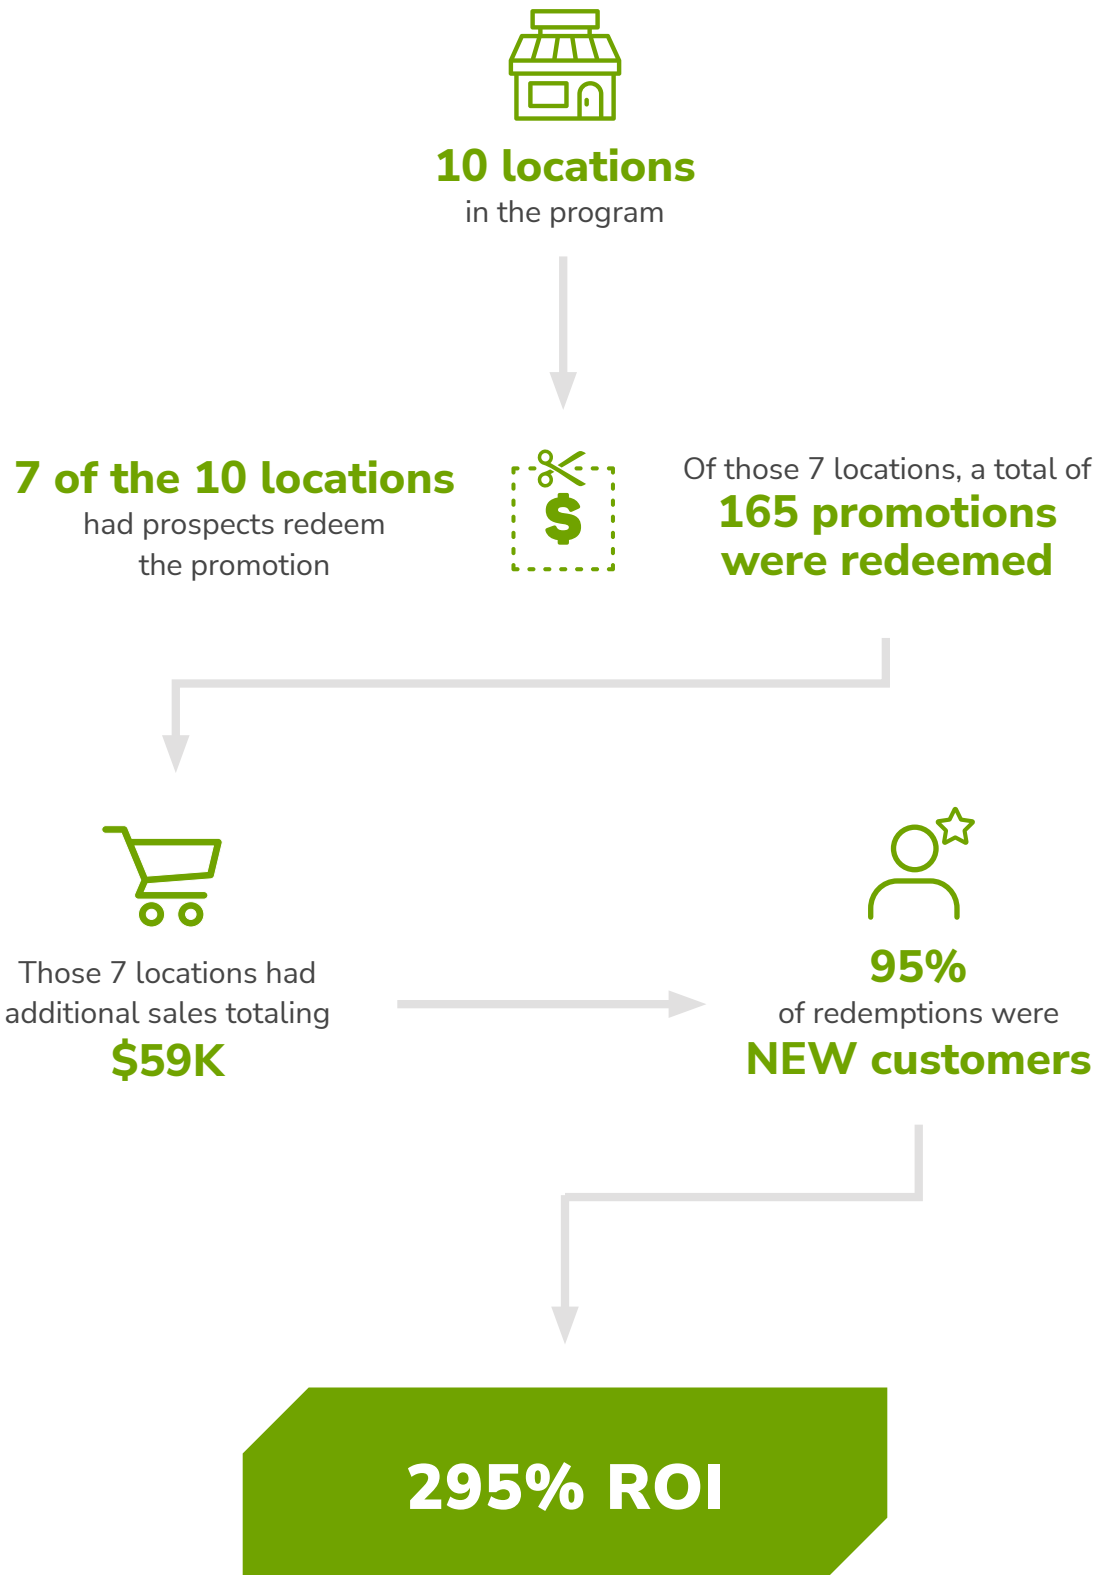 10 locations
in the program
7 of the 10 locations
had prospects redeem
the promotion
$
Of those 7 locations, a total of
165 promotions
were redeemed
Those 7 locations had
additional sales totaling
$59K
95%
of redemptions were
NEW customers
295% ROI